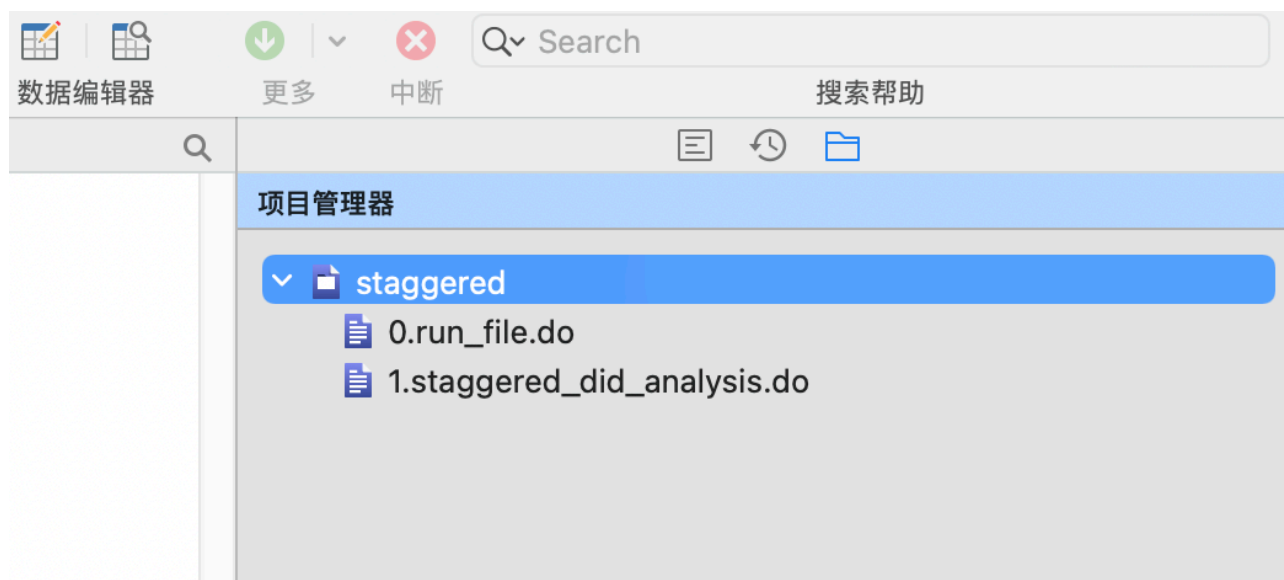 Search
数据编辑器 更多 中断 搜索帮助
项目管理器
staggered
0.run_file.do
1.staggered_did_analysis.do